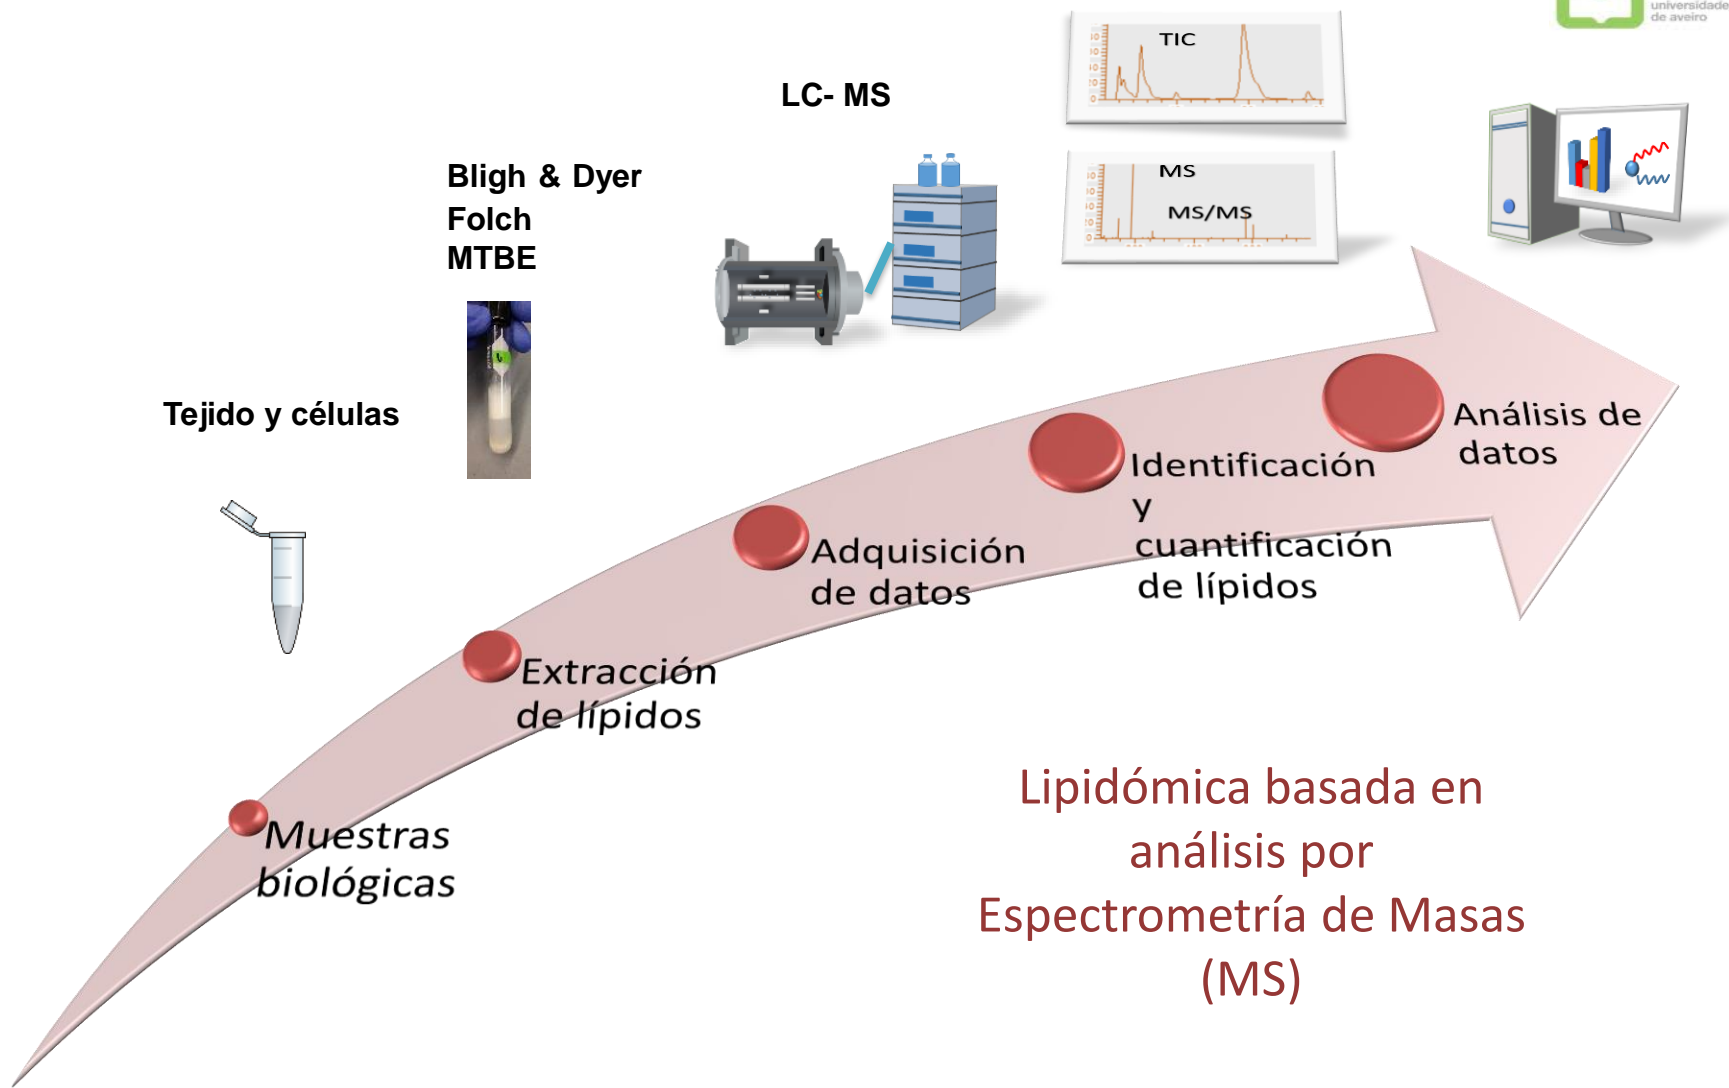 universidade
de aveiro
TIC
LC- MS
MS
MS/MS
Bligh & Dyer
Folch
MTBE
Tejido y células
Análisis de
datos
Identificación
y
cuantificación
de lípidos
Adquisición
de datos
Extracción
de lípidos
Muestras
biológicas
Lipidómica basada en
análisis por
Espectrometría de Masas
(MS)